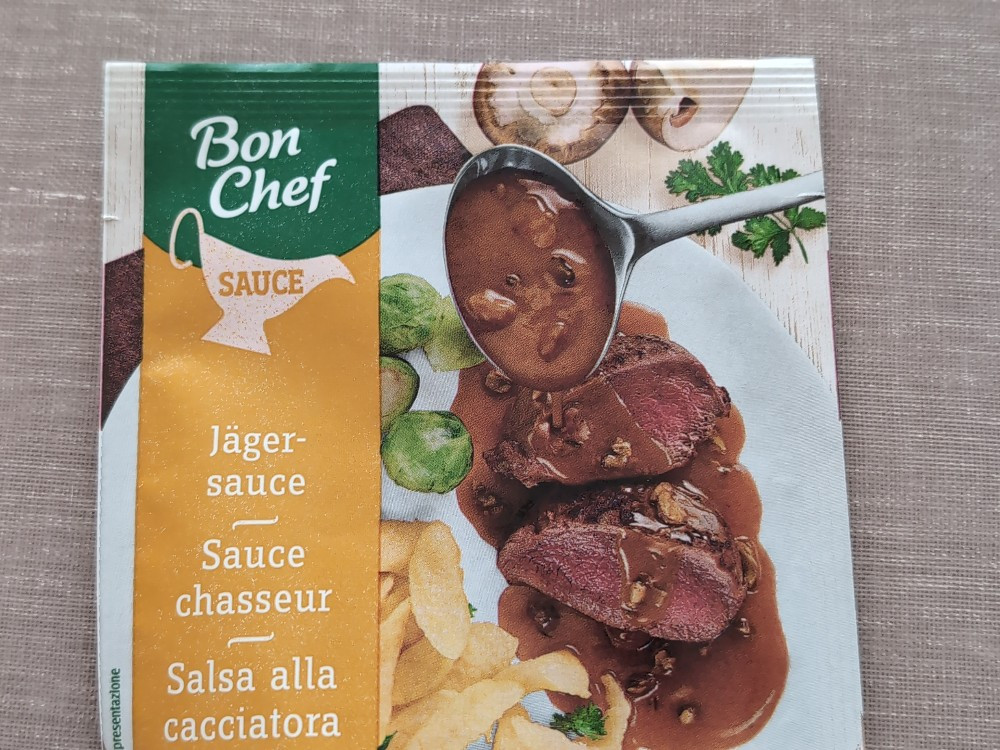 Bon
Chef
SAUCE
Jäger-
sauce
Sauce
chasseur
Salsa alla
cacciatora